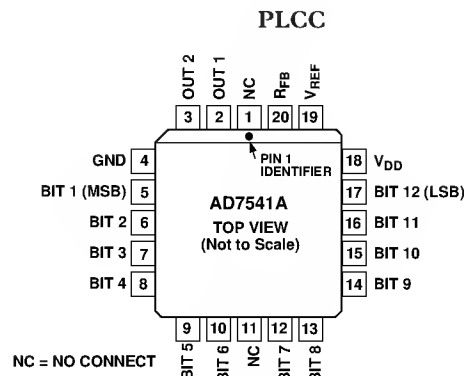 PLCC
OUT 2
OUT 1
NC
RFB
VREF
3 2 1 20 19
PIN 1
IDENTIFIER
GND 4
18 VDD
BIT 1 (MSB) 5
17 BIT 12 (LSB)
AD7541A
BIT 2 6
16 BIT 11
TOP VIEW
(Not to Scale)
BIT 3 7
15 BIT 10
BIT 4 8
14 BIT 9
9 10 11 12 13
BIT 5
BIT 6
NC
BIT 7
BIT 8
NC = NO CONNECT